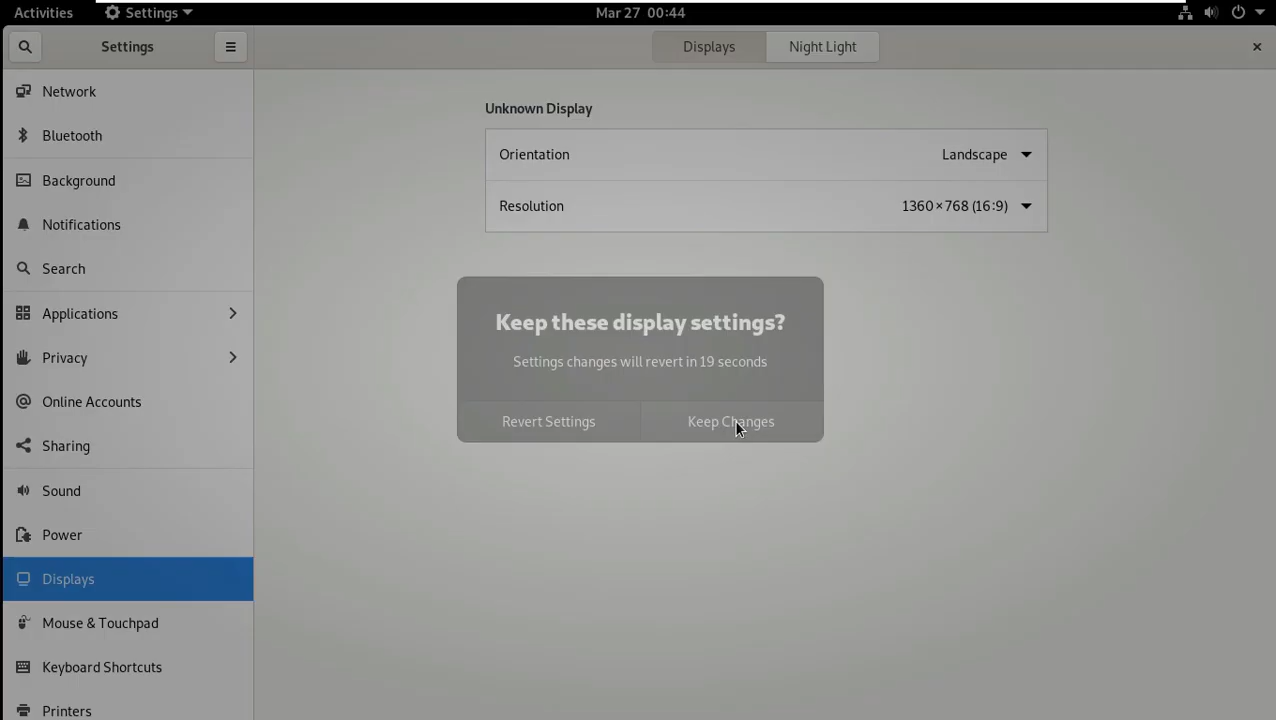 Activities Settings Mar 27 00:44
Settings Displays Night Light
Network
Bluetooth
Background
Notifications
Search
Applications
Privacy
Online Accounts
Sharing
Sound
Power
Displays
Mouse & Touchpad
Keyboard Shortcuts
Printers
Unknown Display
Orientation Landscape
Resolution 1360×768 (16:9)
Keep these display settings?
Settings changes will revert in 19 seconds
Revert Settings Keep Changes